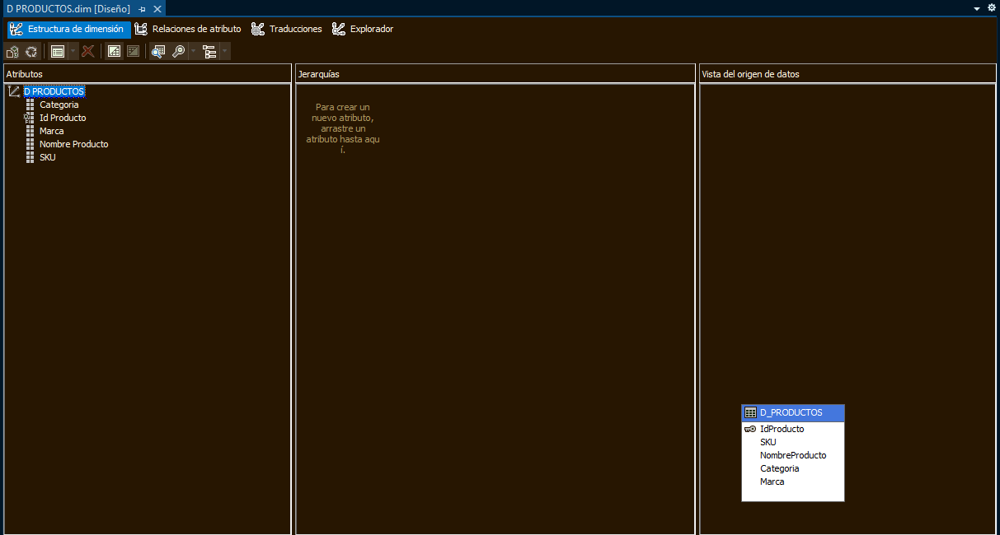 D PRODUCTOS.dim [Diseño]
Estructura de dimensión Relaciones de atributo Traducciones Explorador
Atributos
D PRODUCTOS
Categoria
Id Producto
Marca
Nombre Producto
SKU
Jerarquías
Para crear un
nuevo atributo,
arrastre un
atributo hasta aqu
í.
Vista del origen de datos
D_PRODUCTOS
IdProducto
SKU
NombreProducto
Categoria
Marca